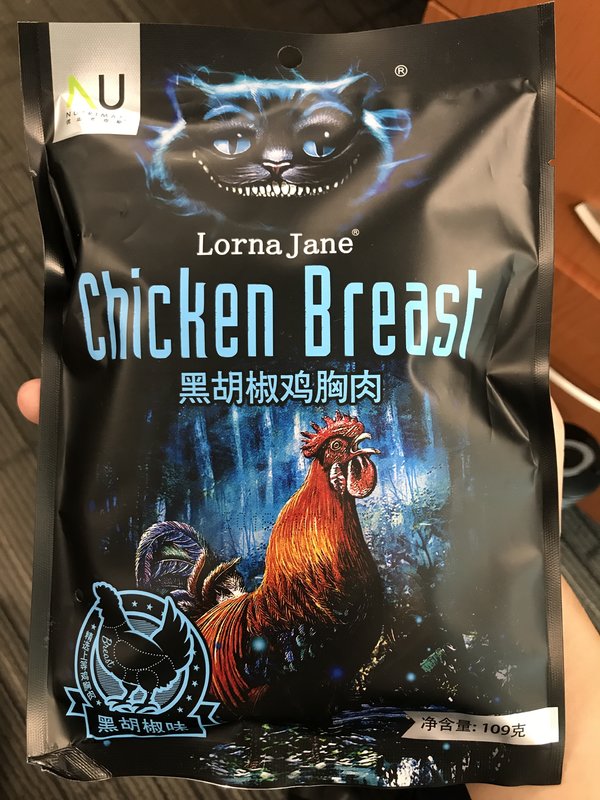 NU
®
Lorna Jane®
Chicken Breast
黑胡椒鸡胸肉
Breast
黑胡椒味
净含量: 109克